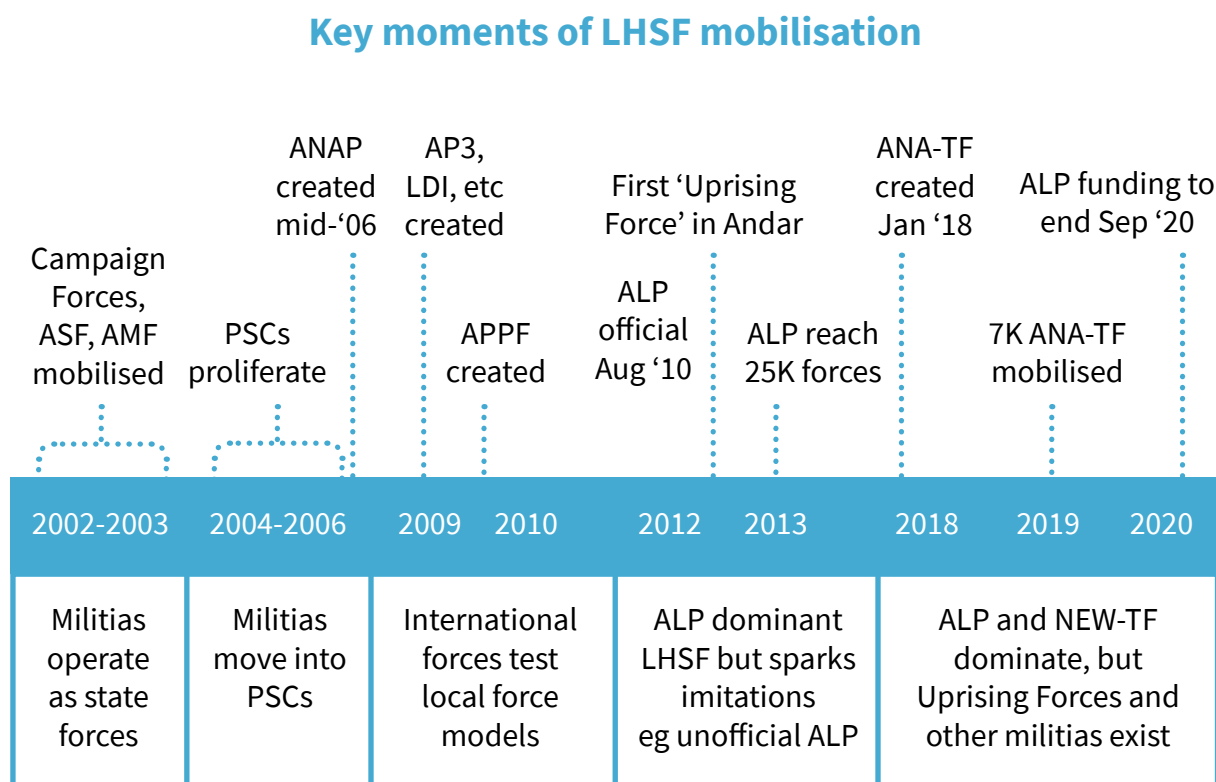 Key moments of LHSF mobilisation
Campaign
Forces,
ASF, AMF
mobilised
PSCs
proliferate
ANAP
created
mid-‘06
AP3,
LDI, etc
created
APPF
created
ALP
official
Aug ‘10
First ‘Uprising
Force’ in Andar
ALP reach
25K forces
ANA-TF
created
Jan ‘18
7K ANA-TF
mobilised
ALP funding to
end Sep ‘20
2002-2003
2004-2006
2009
2010
2012
2013
2018
2019
2020
Militias
operate
as state
forces
Militias
move into
PSCs
International
forces test
local force
models
ALP dominant
LHSF but sparks
imitations
eg unofficial ALP
ALP and NEW-TF
dominate, but
Uprising Forces and
other militias exist